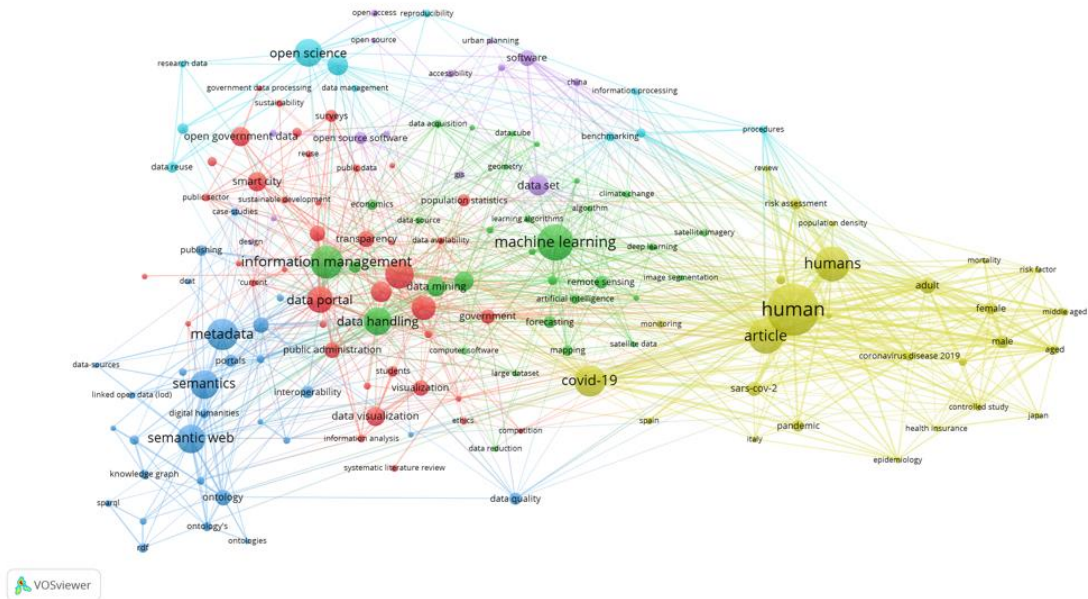 open access
reproducibility
open source
urban planning
open science
software
research data
accessibility
china
government data processing
data management
information processing
sustainability
surveys
data acquisition
data cube
benchmarking
procedures
open government data
open source software
reuse
public data
geometry
review
data reuse
gis
data set
climate change
smart city
public sector
sustainable development
economics
population statistics
algorithm
risk assessment
case studies
data source
learning algorithms
population density
design
transparency
data availability
machine learning
deep learning
satellite imagery
publishing
information management
humans
mortality
risk factor
dcat
current
data mining
remote sensing
image segmentation
adult
data portal
artificial intelligence
human
female
middle aged
metadata
data handling
government
forecasting
monitoring
article
male
aged
public administration
computer software
mapping
satellite data
coronavirus disease 2019
data-sources
portals
students
large dataset
semantics
visualization
covid-19
sars-cov-2
linked open data (lod)
interoperability
digital humanities
data visualization
ethics
controlled study
japan
semantic web
competition
spain
pandemic
health insurance
information analysis
data reduction
italy
systematic literature review
epidemiology
knowledge graph
sparql
ontology
data quality
ontology's
rdf
ontologies
VOSviewer